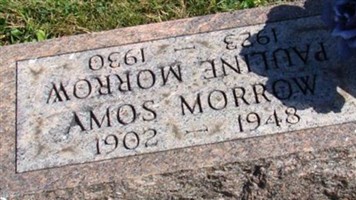 PAULINE MORROW
1923 — 1930
AMOS MORROW
1902 — 1948